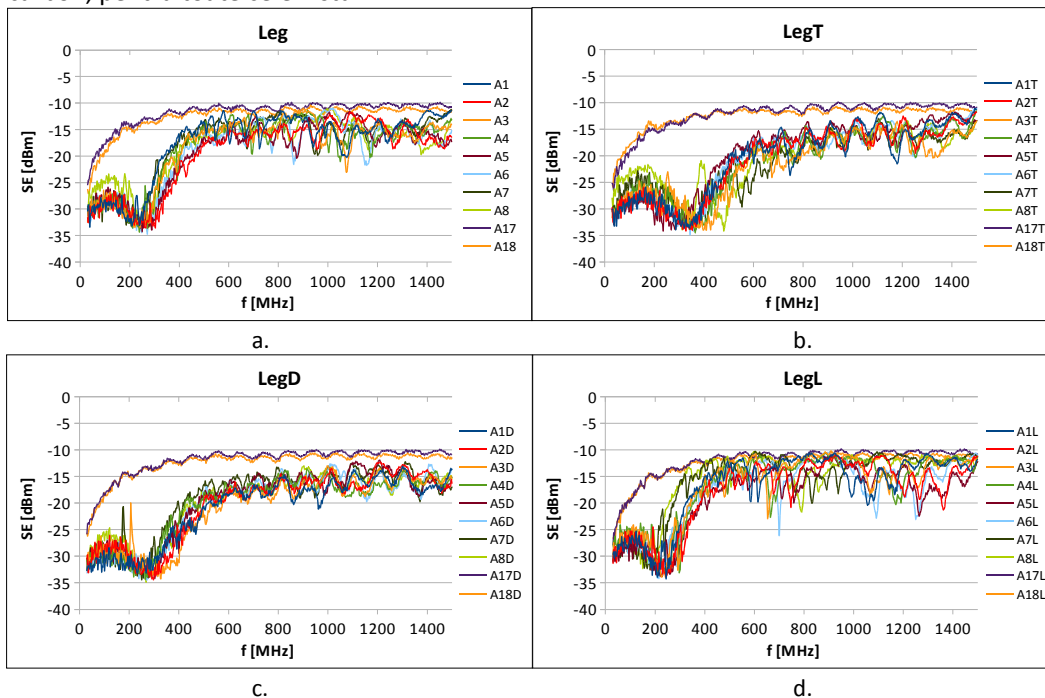 Leg
SE [dBm]
0
-5
-10
-15
-20
-25
-30
-35
-40
0 200 400 600 800 1000 1200 1400
f [MHz]
A1
A2
A3
A4
A5
A6
A7
A8
A17
A18
a.
LegT
SE [dBm]
0
-5
-10
-15
-20
-25
-30
-35
-40
0 200 400 600 800 1000 1200 1400
f [MHz]
A1T
A2T
A3T
A4T
A5T
A6T
A7T
A8T
A17T
A18T
b.
LegD
SE [dBm]
0
-5
-10
-15
-20
-25
-30
-35
-40
0 200 400 600 800 1000 1200 1400
f [MHz]
A1D
A2D
A3D
A4D
A5D
A6D
A7D
A8D
A17D
A18D
c.
LegL
SE [dBm]
0
-5
-10
-15
-20
-25
-30
-35
-40
0 200 400 600 800 1000 1200 1400
f [MHz]
A1L
A2L
A3L
A4L
A5L
A6L
A7L
A8L
A17L
A18L
d.